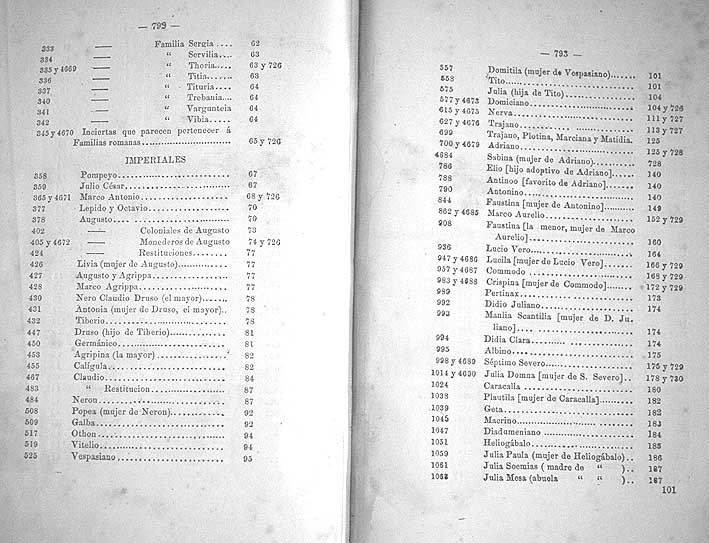 — 792 —
333 —— Familia Sergia .... 62
334 —— “ Servilia.... 63
335 y 4669 —— “ Thoria.... 63 y 726
336 —— “ Titia...... 63
337 —— “ Tituria.... 64
340 —— “ Trebania.... 64
341 —— “ Vargunteia 64
342 —— “ Vibia...... 64
345 y 4670 Inciertas que parecen pertenecer á
Familias romanas........................ 65 y 726
IMPERIALES
358 Pompeyo........................ 67
359 Julio César........................ 67
365 y 4671 Marco Antonio.................... 68 y 726
377 Lepido y Octavio.................... 70
378 Augusto........................ 70
402 —— Coloniales de Augusto 73
405 y 4672 —— Monederos de Augusto 74 y 726
424 —— Restituciones........ 77
426 Livia (mujer de Augusto)............ 77
427 Augusto y Agrippa................ 77
428 Marco Agrippa.................... 77
430 Nero Claudio Druso (el mayor)....... 78
431 Antonia (mujer de Druso, el mayor).. 78
432 Tiberio........................ 78
447 Druso (hijo de Tiberio)............ 81
450 Germánico........................ 81
453 Agripina (la mayor)................ 82
455 Calígula........................ 82
467 Claudio........................ 84
483 “ Restitucion................ 87
484 Neron........................ 87
508 Popea (mujer de Neron)............ 92
509 Galba........................ 92
517 Othon........................ 94
519 Vitelio........................ 94
525 Vespasiano........................ 95
— 793 —
557 Domitila (mujer de Vespasiano)....... 101
558 Tito........................ 101
575 Julia (hija de Tito)................ 104
577 y 4673 Domiciano........................ 104 y 726
615 y 4675 Nerva........................ 111 y 727
627 y 4676 Trajano........................ 113 y 727
699 Trajano, Plotina, Marciana y Matidia. 125
700 y 4679 Adriano........................ 125 y 728
4684 Sabina (mujer de Adriano)............ 728
786 Elio [hijo adoptivo de Adriano]...... 140
788 Antinoo [favorito de Adriano]........ 140
790 Antonino........................ 140
844 Faustina [mujer de Antonino]......... 149
862 y 4685 Marco Aurelio.................... 152 y 729
908 Faustina [la menor, mujer de Marco
Aurelio]........................ 160
936 Lucio Vero........................ 164
947 y 4686 Lucila [mujer de Lucio Vero]........ 166 y 729
957 y 4687 Commodo........................ 168 y 729
983 y 4688 Crispina [mujer de Commodo]........ 172 y 729
989 Pertinax........................ 173
992 Didio Juliano.................... 174
993 Manlia Scantilla [mujer de D. Ju-
liano]........................ 174
994 Didia Clara........................ 174
995 Albino........................ 175
998 y 4689 Séptimo Severo.................... 175 y 729
1014 y 4690 Julia Domna [mujer de S. Severo].. 178 y 730
1024 Caracalla........................ 180
1038 Plautila [mujer de Caracalla]........ 182
1039 Geta........................ 182
1045 Macrino........................ 183
1047 Diadumeniano.................... 184
1051 Heliogábalo........................ 185
1059 Julia Paula (mujer de Heliogábalo).. 186
1061 Julia Soemias ( madre de “ ).. 187
1063 Julia Mesa (abuola “ “ ).. 187
101